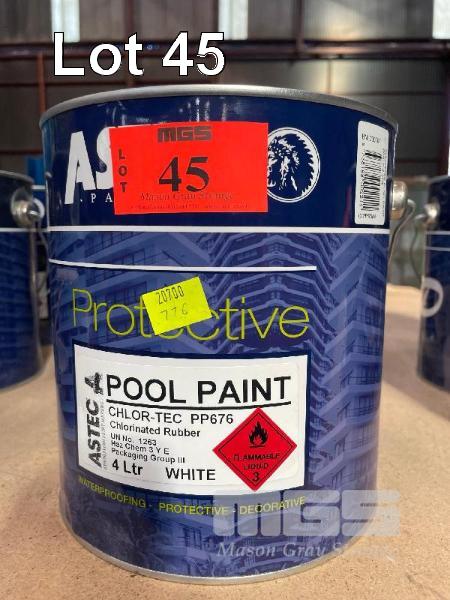 Lot 45
MGS
LOT
45
Mason Gray Strange
AS
PA
20700
776
Protective
ASTEC
POOL PAINT
CHLOR-TEC PP676
Chlorinated Rubber
UN No. 1263
Haz Chem 3 Y E
Packaging Group III
4 Ltr WHITE
FLAMMABLE
LIQUID
3
WATERPROOFING - PROTECTIVE - DECORATIVE
MGS
Mason Gray Strange